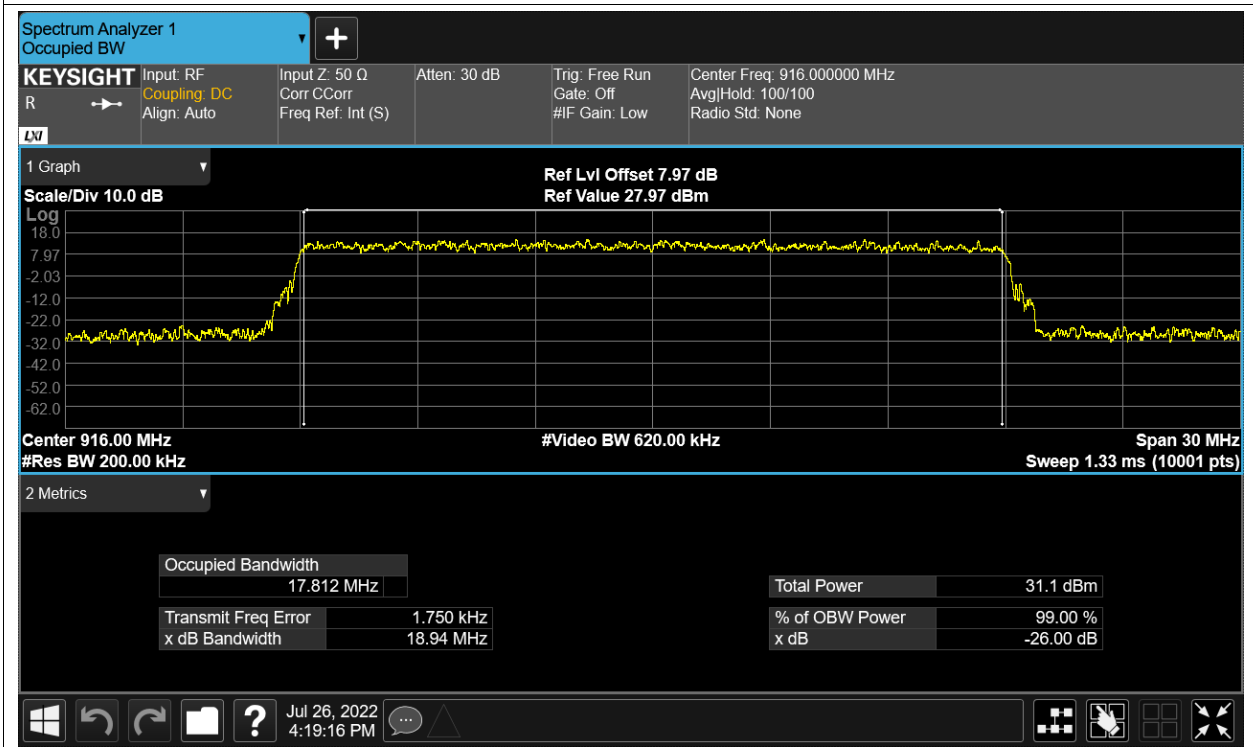 Spectrum Analyzer 1
Occupied BW
KEYSIGHT Input: RF Input Z: 50 Ω Atten: 30 dB Trig: Free Run Center Freq: 916.000000 MHz
R Coupling: DC Corr CCorr Gate: Off Avg|Hold: 100/100
Align: Auto Freq Ref: Int (S) #IF Gain: Low Radio Std: None
LXI
1 Graph
Ref Lvl Offset 7.97 dB
Scale/Div 10.0 dB Ref Value 27.97 dBm
Log
18.0
7.97
-2.03
-12.0
-22.0
-32.0
-42.0
-52.0
-62.0
Center 916.00 MHz #Video BW 620.00 kHz Span 30 MHz
#Res BW 200.00 kHz Sweep 1.33 ms (10001 pts)
2 Metrics
Occupied Bandwidth
17.812 MHz Total Power 31.1 dBm
Transmit Freq Error 1.750 kHz % of OBW Power 99.00 %
x dB Bandwidth 18.94 MHz x dB -26.00 dB
? Jul 26, 2022
4:19:16 PM